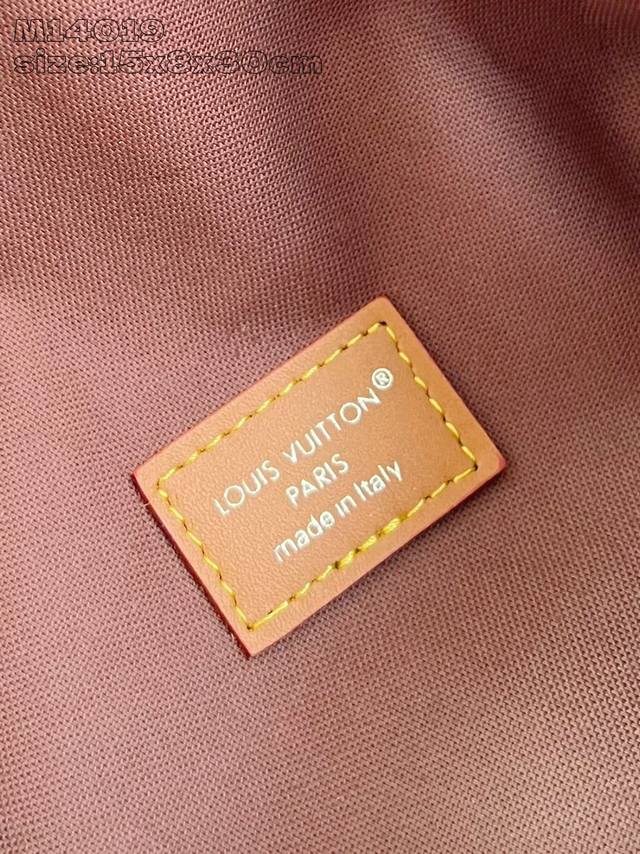 M14019
size:15x8x30cm
LOUIS VUITTON®
PARIS
made in Italy